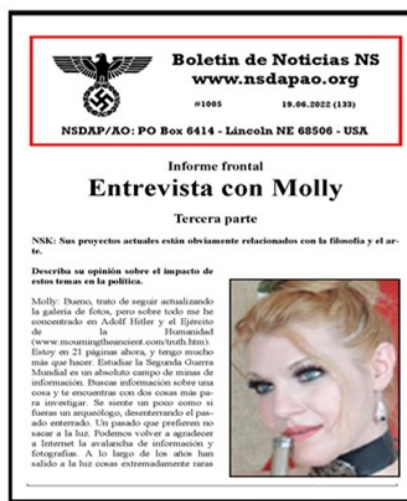 Boletin de Noticias NS
www.nsdapao.org
#1005 19.06.2022 (133)
NSDAP/AO: PO Box 6414 - Lincoln NE 68506 - USA
Informe frontal
Entrevista con Molly
Tercera parte
NSK: Sus proyectos actuales están obviamente relacionados con la filosofía y el ar-
te.
Describa su opinión sobre el impacto de
estos temas en la política.
Molly: Bueno, trato de seguir actualizando
la galería de fotos, pero sobre todo me he
concentrado en Adolf Hitler y el Ejército
de la Humanidad
(www.mourningtheancient.com/truth.htm).
Estoy en 21 páginas ahora, y tengo mucho
más que hacer. Estudiar la Segunda Guerra
Mundial es un absoluto campo de minas de
información. Buscas información sobre una
cosa y te encuentras con dos cosas más pa-
ra investigar. Se siente un poco como si
fueras un arqueólogo, desenterrando el pas-
ado enterrado. Un pasado que prefieren no
sacar a la luz. Podemos volver a agradecer
a Internet la avalancha de información y
fotografías. A lo largo de los años han
salido a la luz cosas extremadamente raras